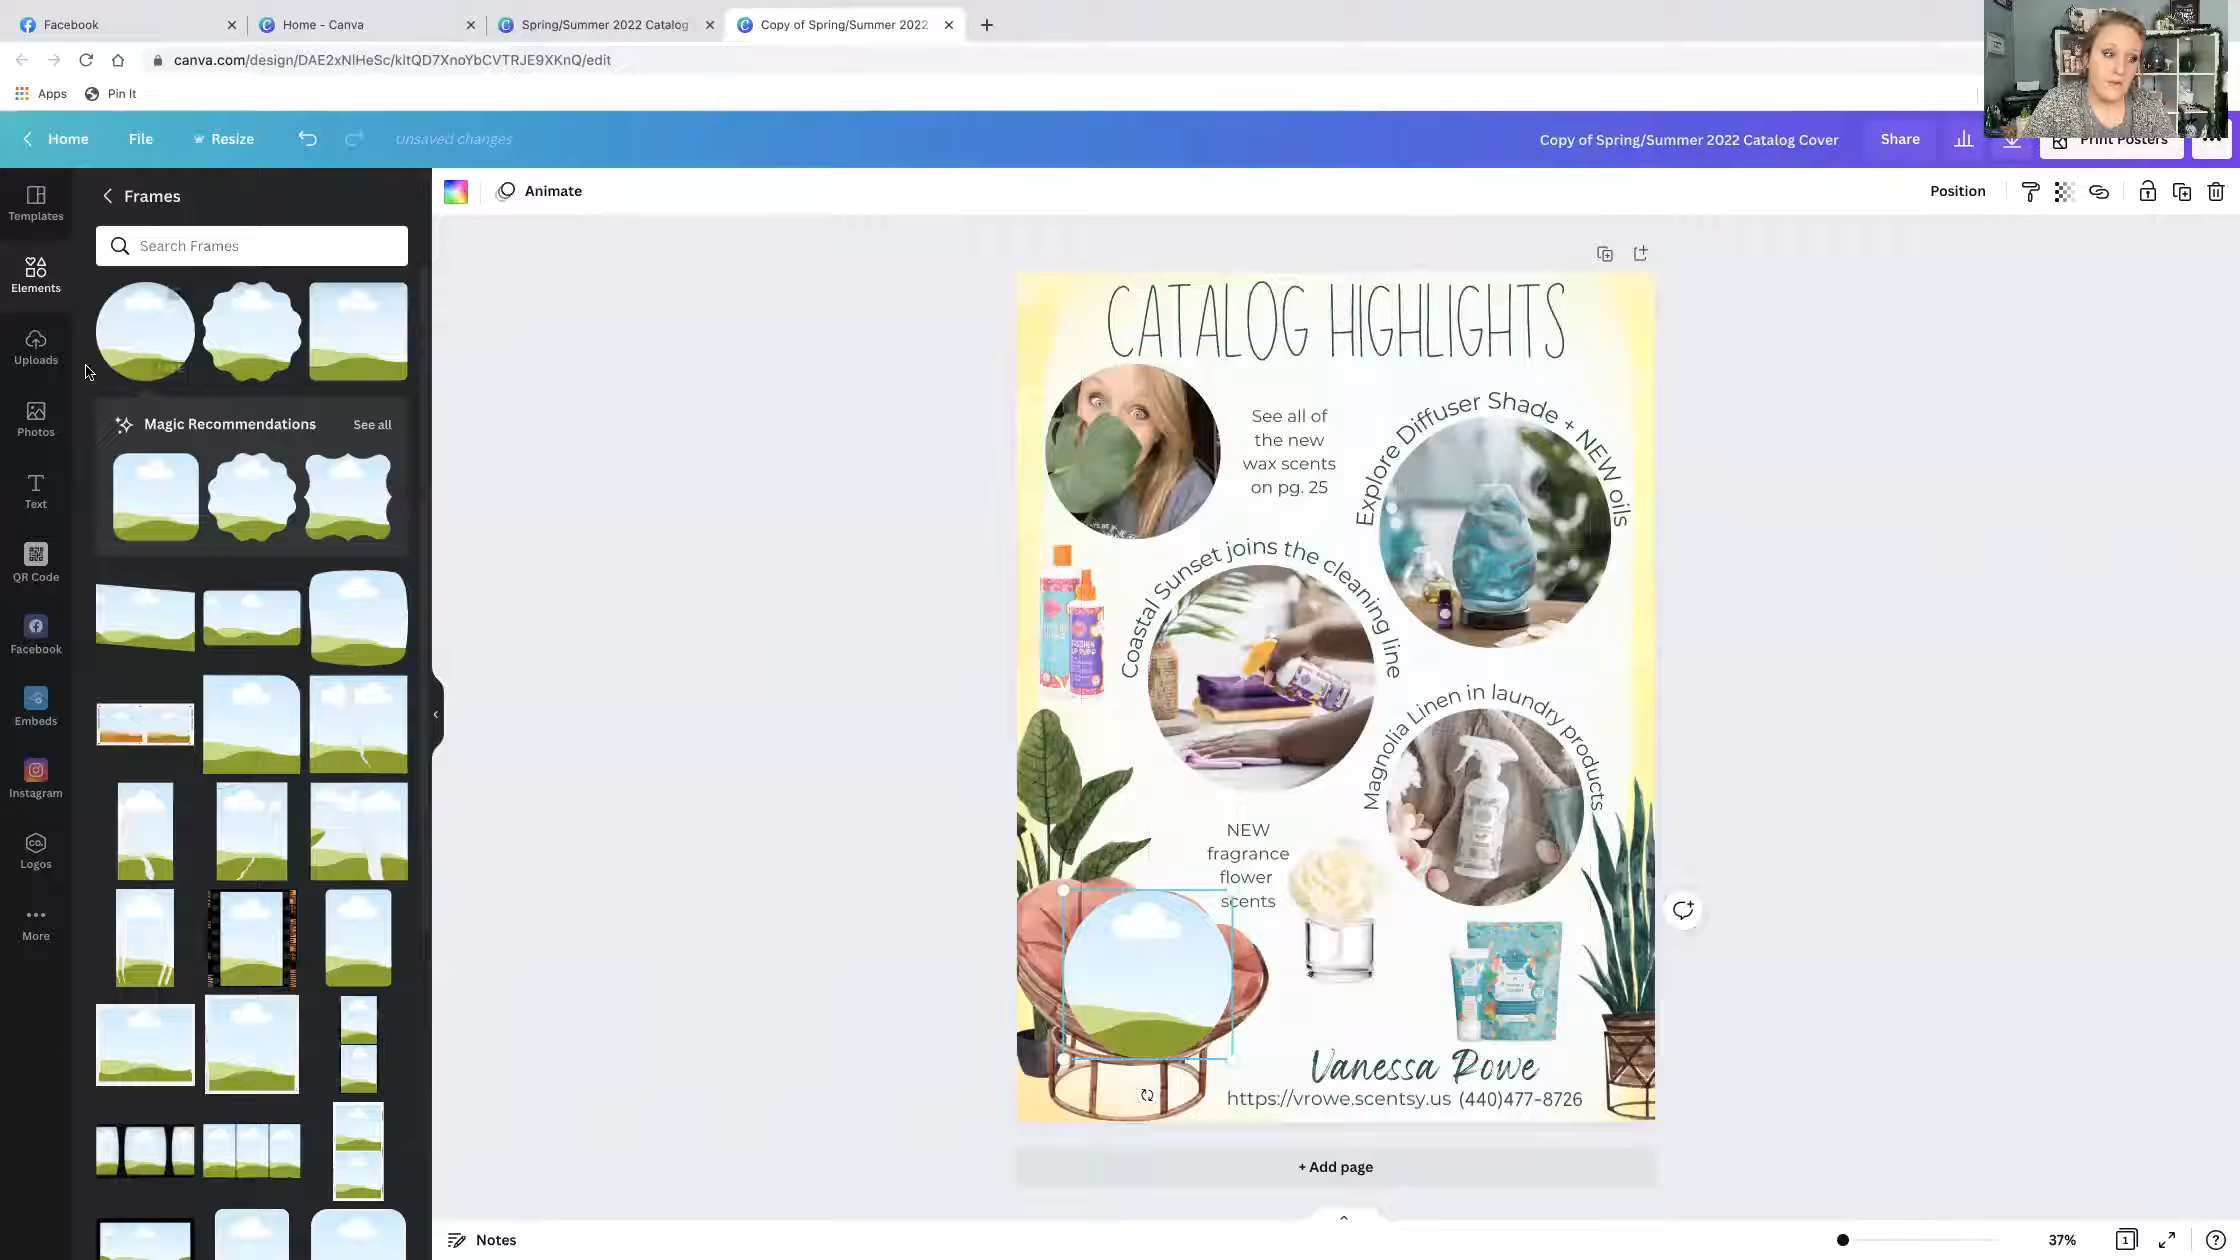 Facebook
Home - Canva
Spring/Summer 2022 Catalog
Copy of Spring/Summer 2022
canva.com/design/DAE2xNlHeSc/kItQD7XnoYbCVTRJE9XKnQ/edit
Apps
Pin It
Home
File
Resize
Unsaved changes
Copy of Spring/Summer 2022 Catalog Cover
Share
Print Posters
Templates
Elements
Uploads
Photos
Text
QR Code
Facebook
Embeds
Instagram
Logos
CO.
More
Frames
Search Frames
Magic Recommendations
See all
Animate
Position
CATALOG HIGHLIGHTS
See all of
the new
wax scents
on pg. 25
Explore Diffuser Shade + NEW oils
Coastal Sunset joins the cleaning line
Magnolia Linen in laundry products
NEW
fragrance
flower
scents
Vanessa Rowe
https://vrowe.scentsy.us (440)477-8726
+ Add page
Notes
37%
1